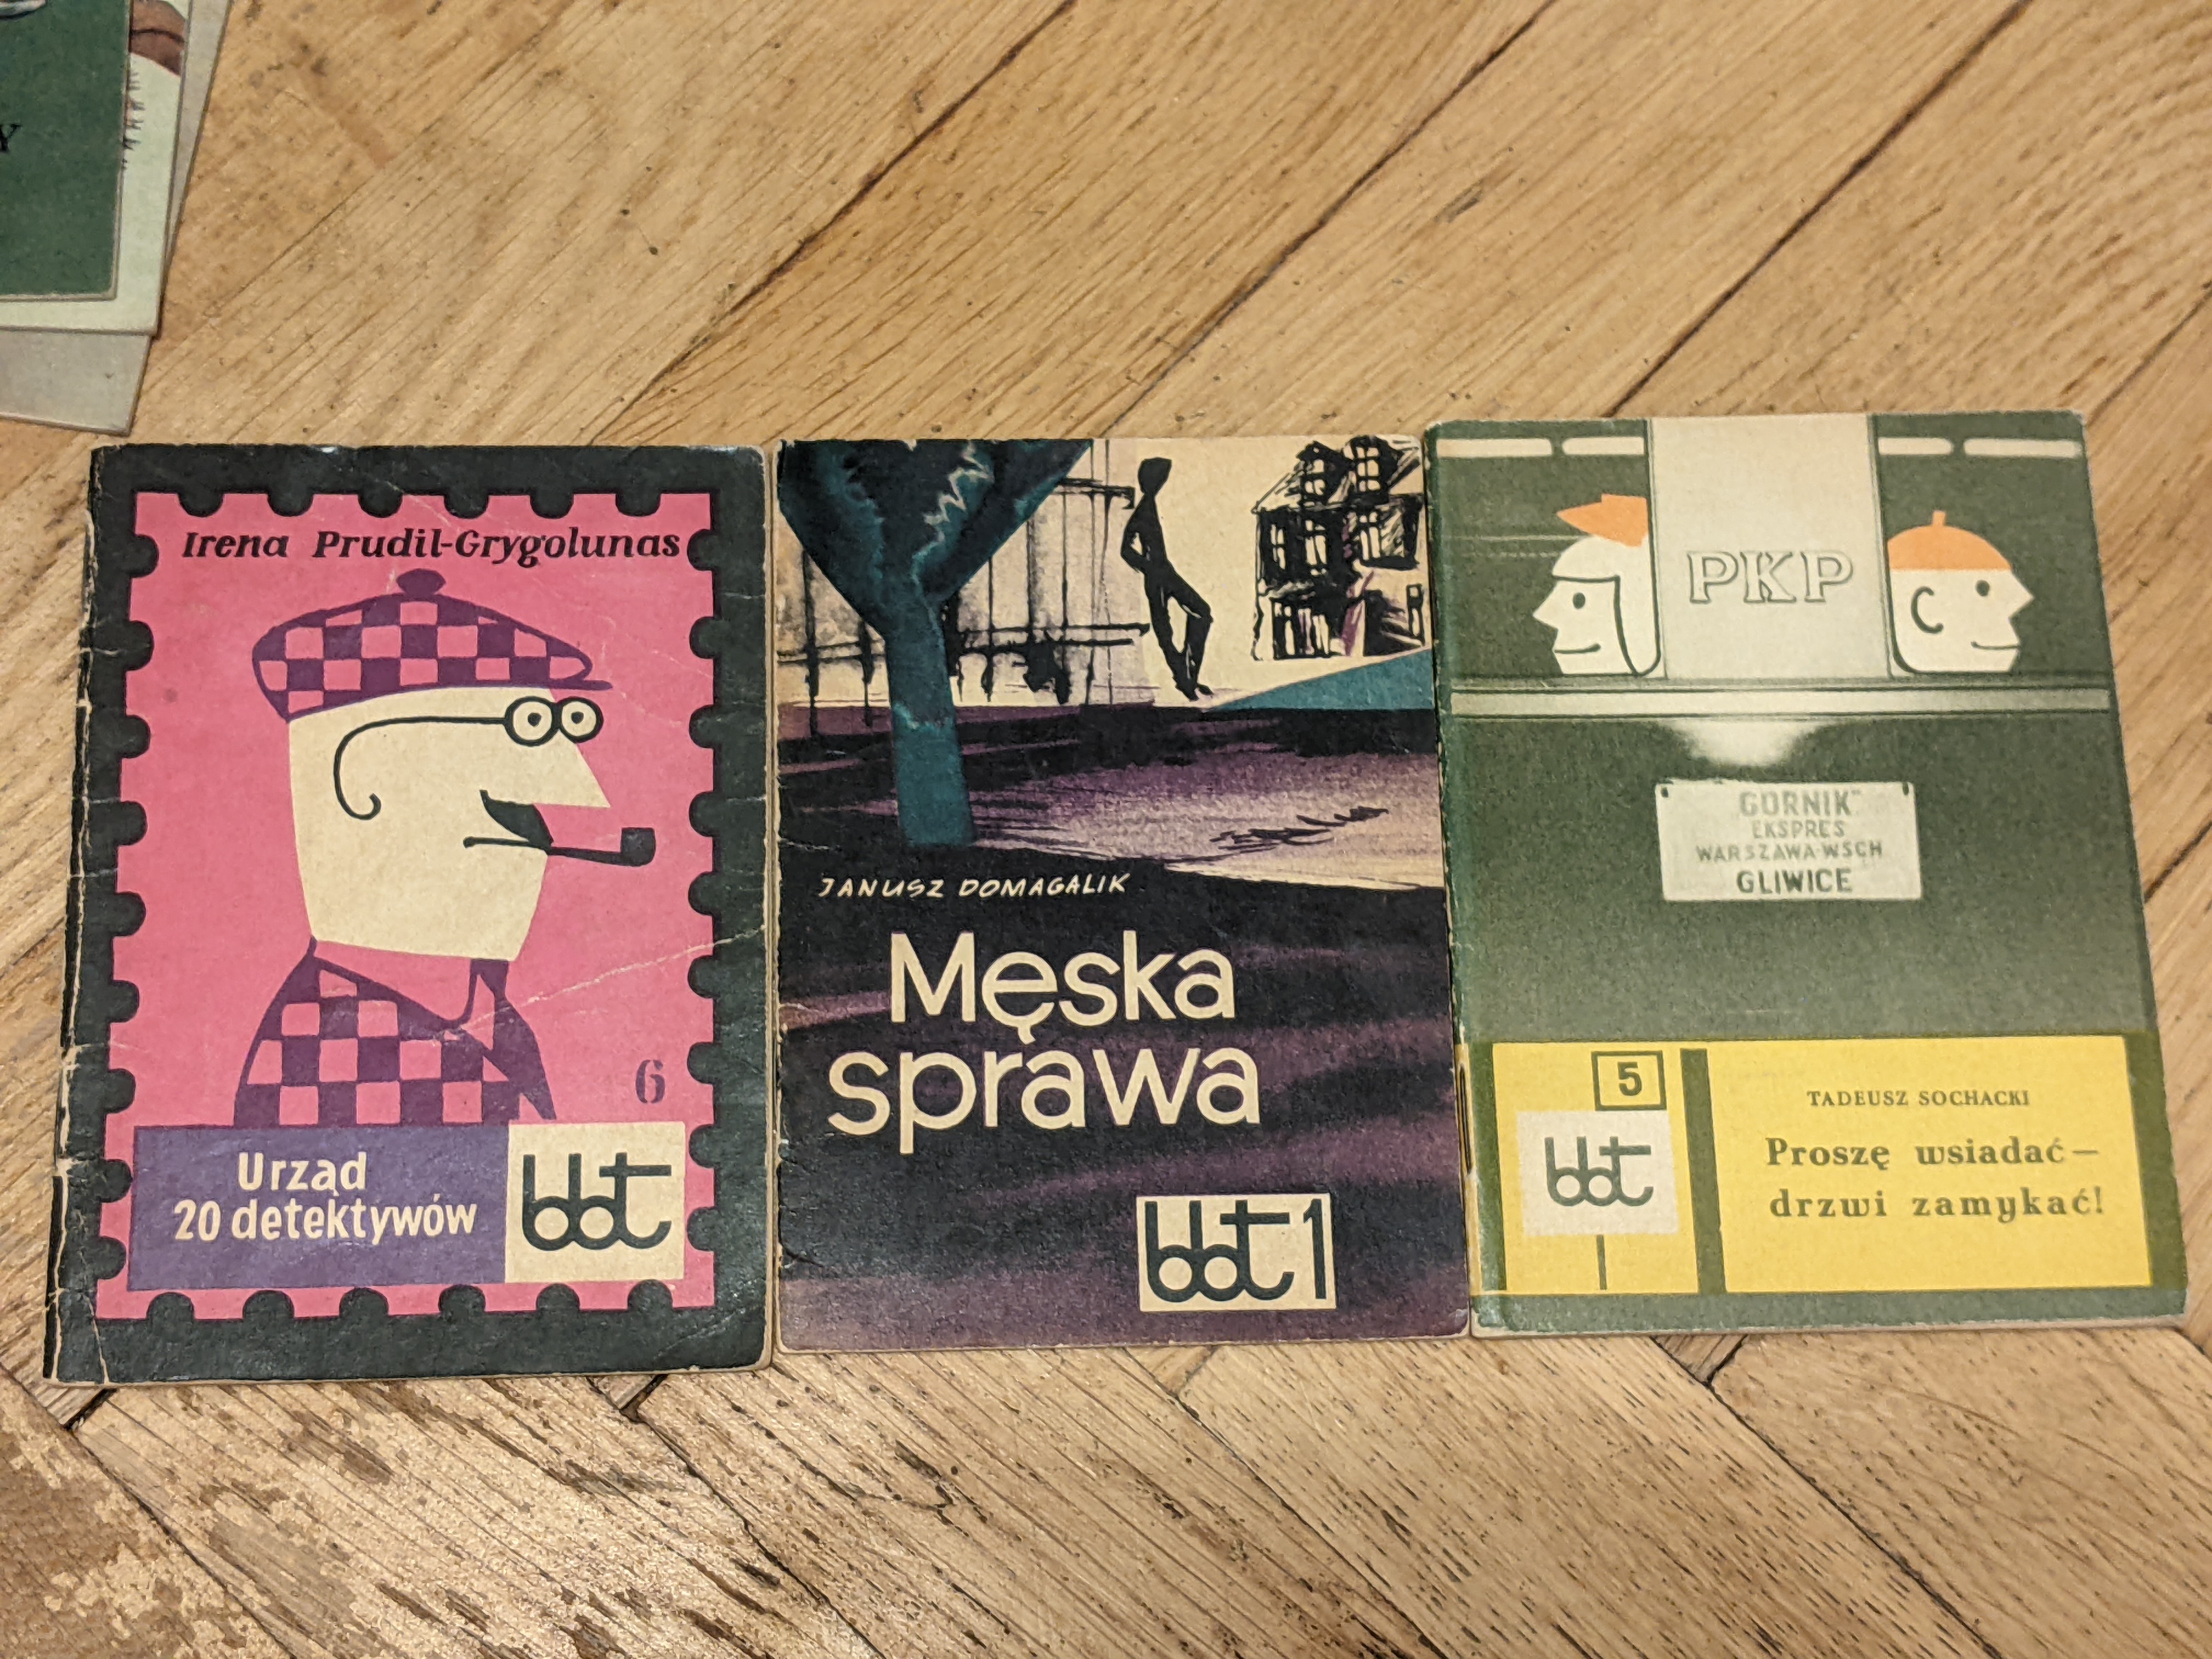 Y
Irena Prudil-Grygolunas
6
Urząd
20 detektywów
bbt
JANUSZ DOMAGALIK
Męska
sprawa
bbt 1
PKP
"GÓRNIK"
EKSPRES
WARSZAWA-WSCH
GLIWICE
5
bbt
TADEUSZ SOCHACKI
Proszę wsiadać –
drzwi zamykać!